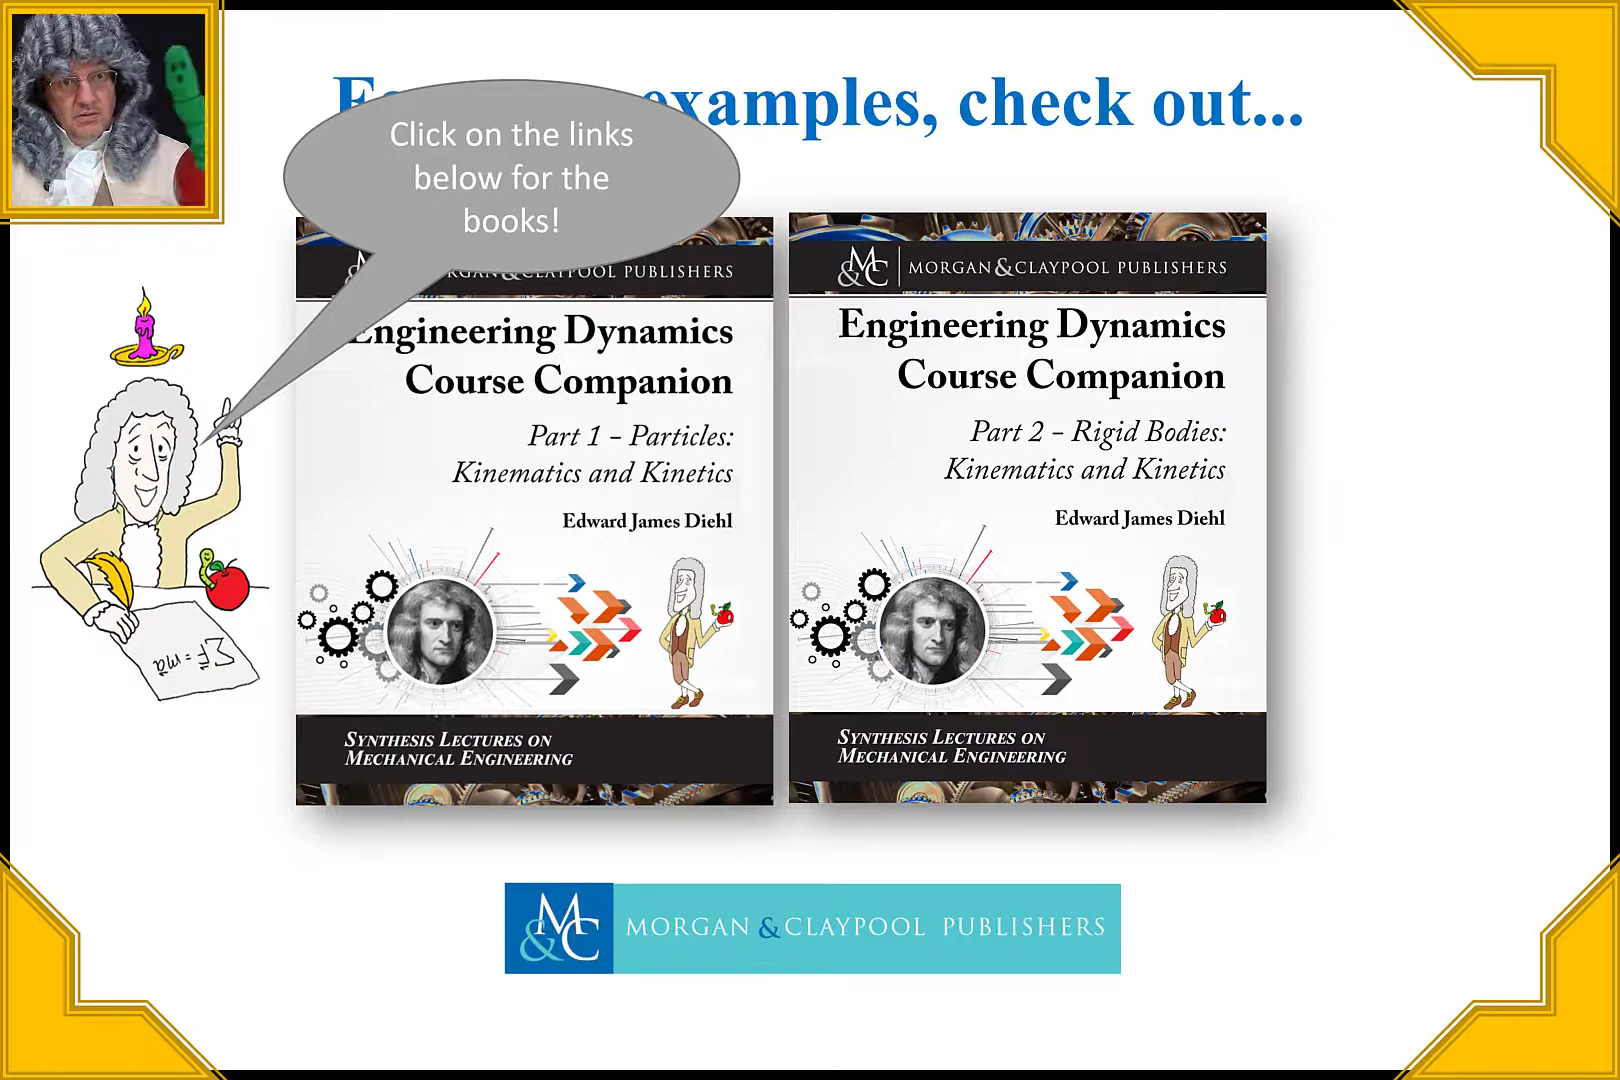 examples, check out...
Click on the links
below for the
books!
CLAYPOOL PUBLISHERS
Engineering Dynamics
Course Companion
Part 1 – Particles:
Kinematics and Kinetics
Edward James Diehl
SYNTHESIS LECTURES ON
MECHANICAL ENGINEERING
M&C MORGAN & CLAYPOOL PUBLISHERS
Engineering Dynamics
Course Companion
Part 2 – Rigid Bodies:
Kinematics and Kinetics
Edward James Diehl
SYNTHESIS LECTURES ON
MECHANICAL ENGINEERING
ΣF = ma
M&C MORGAN & CLAYPOOL PUBLISHERS